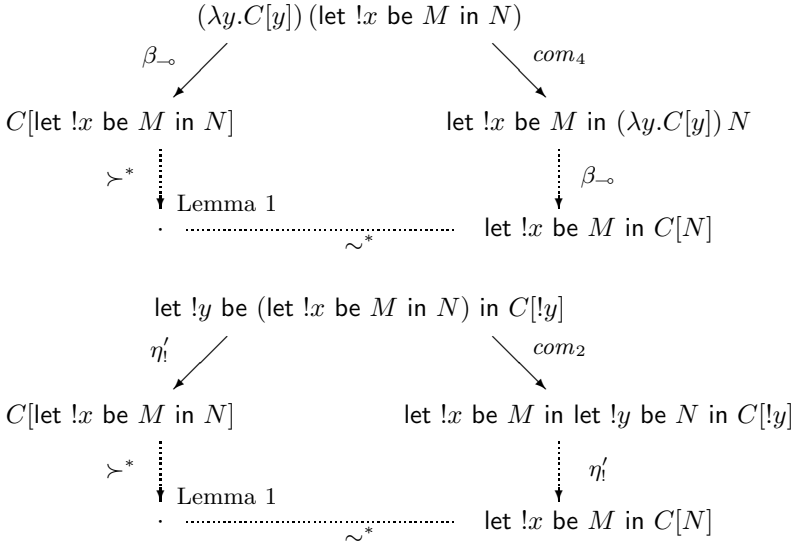 (λy.C[y]) (let !x be M in N)
β⊸ com₄
C[let !x be M in N] let !x be M in (λy.C[y]) N
≻* β⊸
Lemma 1
· ∼* let !x be M in C[N]
let !y be (let !x be M in N) in C[!y]
η′! com₂
C[let !x be M in N] let !x be M in let !y be N in C[!y]
≻* η′!
Lemma 1
· ∼* let !x be M in C[N]